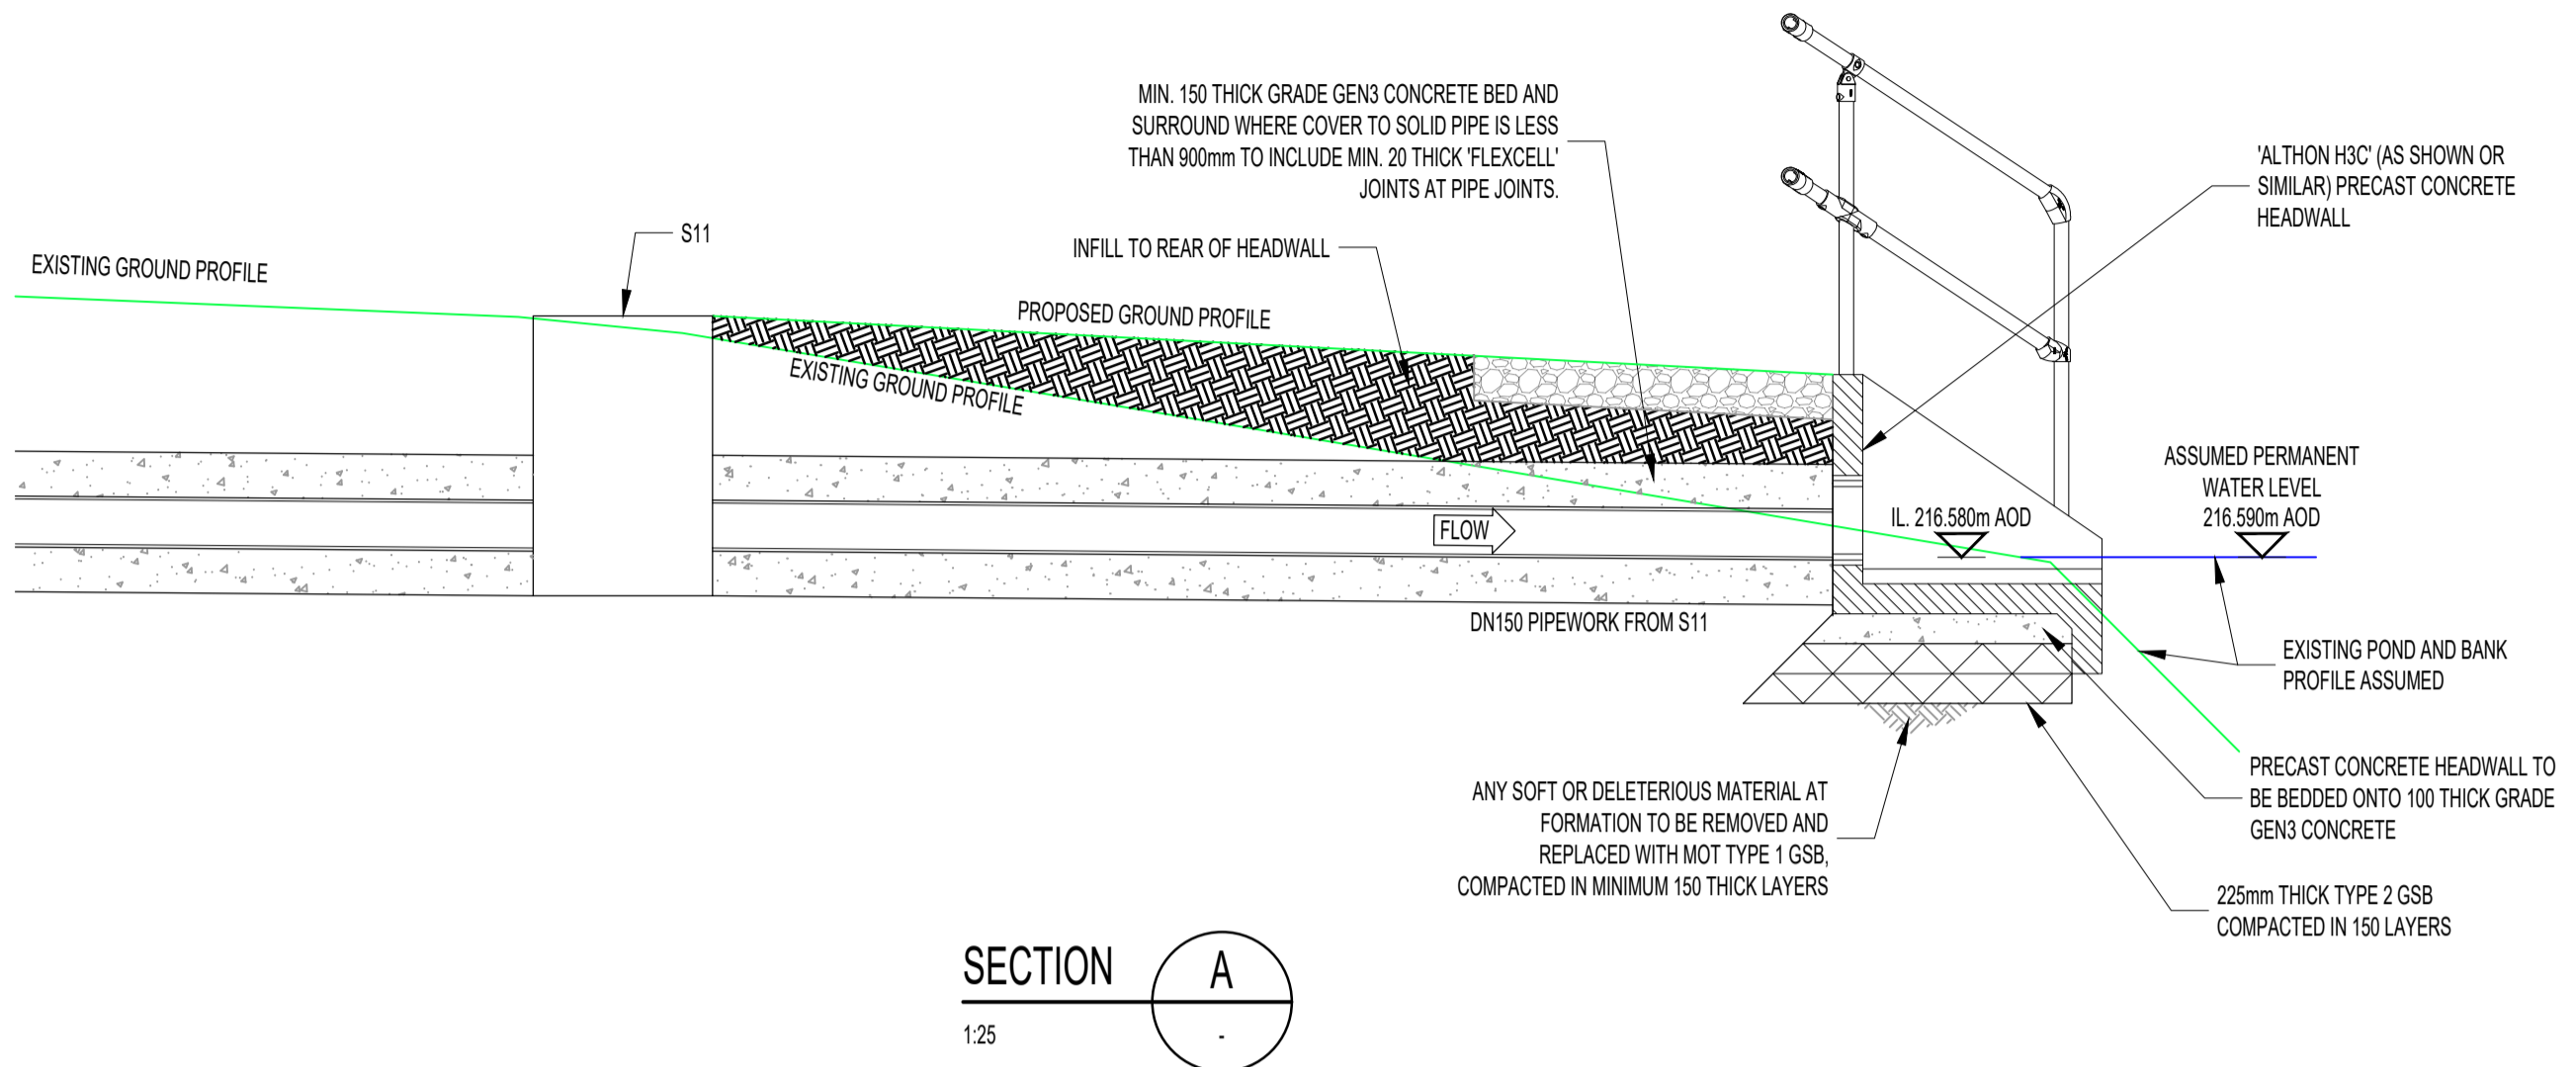 MIN. 150 THICK GRADE GEN3 CONCRETE BED AND
SURROUND WHERE COVER TO SOLID PIPE IS LESS
THAN 900mm TO INCLUDE MIN. 20 THICK 'FLEXCELL'
JOINTS AT PIPE JOINTS.
'ALTHON H3C' (AS SHOWN OR
SIMILAR) PRECAST CONCRETE
HEADWALL
S11
INFILL TO REAR OF HEADWALL
EXISTING GROUND PROFILE
PROPOSED GROUND PROFILE
EXISTING GROUND PROFILE
ASSUMED PERMANENT
WATER LEVEL
216.590m AOD
IL. 216.580m AOD
FLOW
DN150 PIPEWORK FROM S11
EXISTING POND AND BANK
PROFILE ASSUMED
PRECAST CONCRETE HEADWALL TO
BE BEDDED ONTO 100 THICK GRADE
GEN3 CONCRETE
ANY SOFT OR DELETERIOUS MATERIAL AT
FORMATION TO BE REMOVED AND
REPLACED WITH MOT TYPE 1 GSB,
COMPACTED IN MINIMUM 150 THICK LAYERS
225mm THICK TYPE 2 GSB
COMPACTED IN 150 LAYERS
SECTION
A
1:25
-